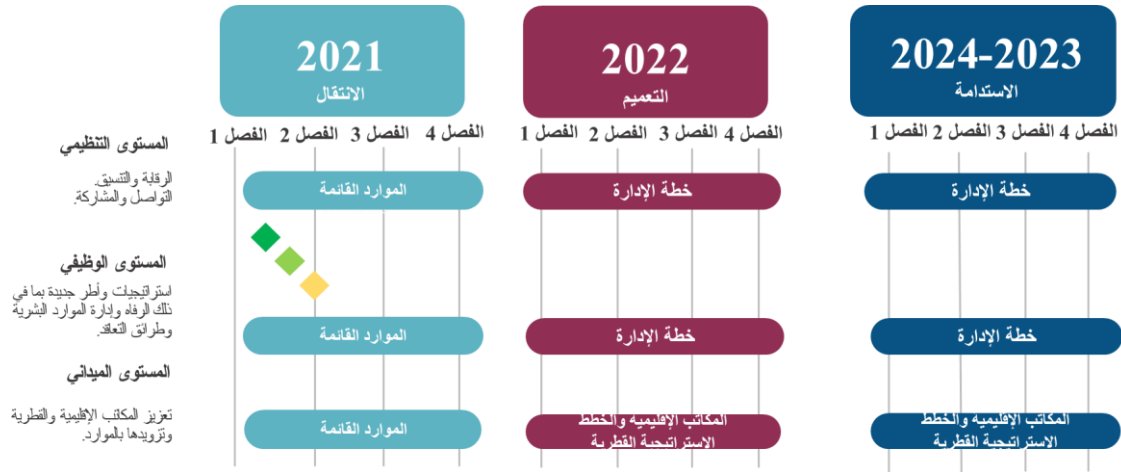 2021
الانتقال
2022
التعميم
2024-2023
الاستدامة
الفصل 1
الفصل 2
الفصل 3
الفصل 4
الفصل 1
الفصل 2
الفصل 3
الفصل 4
الفصل 1
الفصل 2
الفصل 3
الفصل 4
المستوى التنظيمي
الرقابة والتنسيق.
التواصل والمشاركة.
الموارد القائمة
خطة الإدارة
خطة الإدارة
المستوى الوظيفي
استراتيجيات وأطر جديدة بما في
ذلك الرفاه وإدارة الموارد البشرية
وطرائق التعاقد.
الموارد القائمة
خطة الإدارة
خطة الإدارة
المستوى الميداني
تعزيز المكاتب الإقليمية والقطرية
وتزويدها بالموارد.
الموارد القائمة
المكاتب الإقليميه والخطط
الاستراتيجية القطرية
المكاتب الإقليميه والخطط
الاستراتيجية القطرية